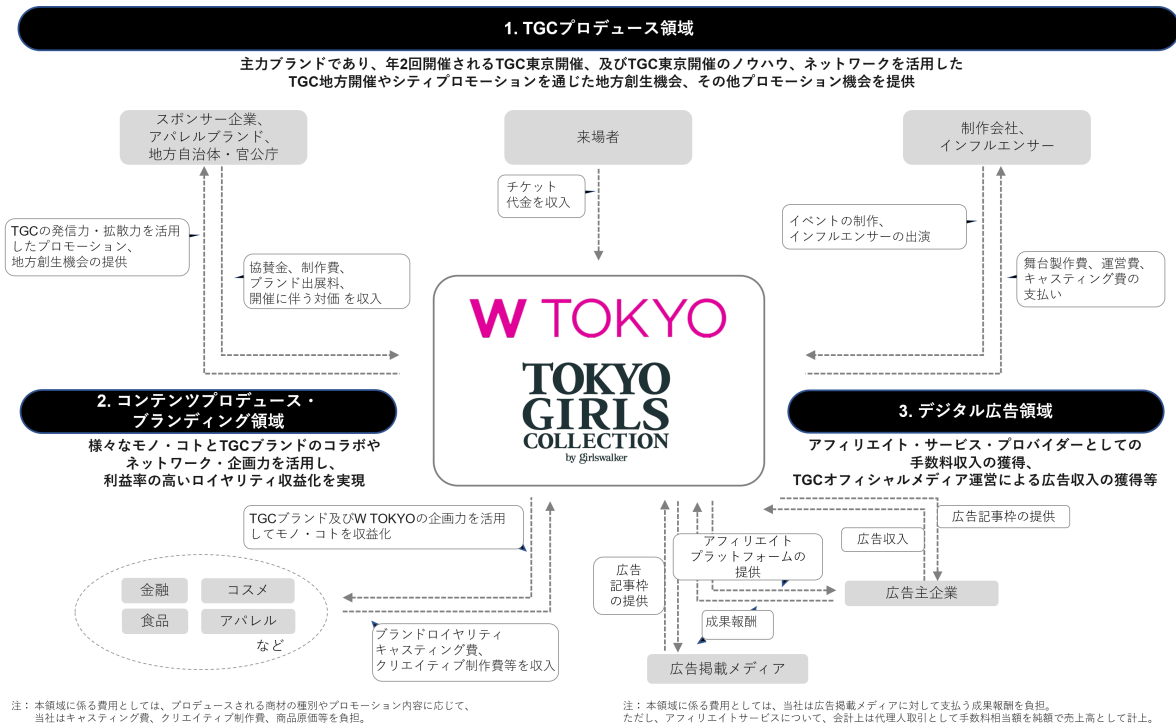 1. TGCプロデュース領域
主力ブランドであり、年2回開催されるTGC東京開催、及びTGC東京開催のノウハウ、ネットワークを活用した
TGC地方開催やシティプロモーションを通じた地方創生機会、その他プロモーション機会を提供
スポンサー企業、
アパレルブランド、
地方自治体・官公庁
来場者
制作会社、
インフルエンサー
チケット
代金を収入
TGCの発信力・拡散力を活用
したプロモーション、
地方創生機会の提供
協賛金、制作費、
ブランド出展料、
開催に伴う対価 を収入
イベントの制作、
インフルエンサーの出演
舞台製作費、運営費、
キャスティング費の
支払い
W TOKYO
TOKYO
GIRLS
COLLECTION
by girlswalker
2. コンテンツプロデュース・
ブランディング領域
様々なモノ・コトとTGCブランドのコラボや
ネットワーク・企画力を活用し、
利益率の高いロイヤリティ収益化を実現
3. デジタル広告領域
アフィリエイト・サービス・プロバイダーとしての
手数料収入の獲得、
TGCオフィシャルメディア運営による広告収入の獲得等
TGCブランド及びW TOKYOの企画力を活用
してモノ・コトを収益化
金融
コスメ
食品
アパレル
など
ブランドロイヤリティ
キャスティング費、
クリエイティブ制作費等を収入
広告
記事枠
の提供
アフィリエイト
プラットフォームの
提供
成果報酬
広告収入
広告記事枠の提供
広告主企業
広告掲載メディア
注： 本領域に係る費用としては、プロデュースされる商材の種別やプロモーション内容に応じて、
当社はキャスティング費、クリエイティブ制作費、商品原価等を負担。
注： 本領域に係る費用としては、当社は広告掲載メディアに対して支払う成果報酬を負担。
ただし、アフィリエイトサービスについて、会計上は代理人取引として手数料相当額を純額で売上高として計上。